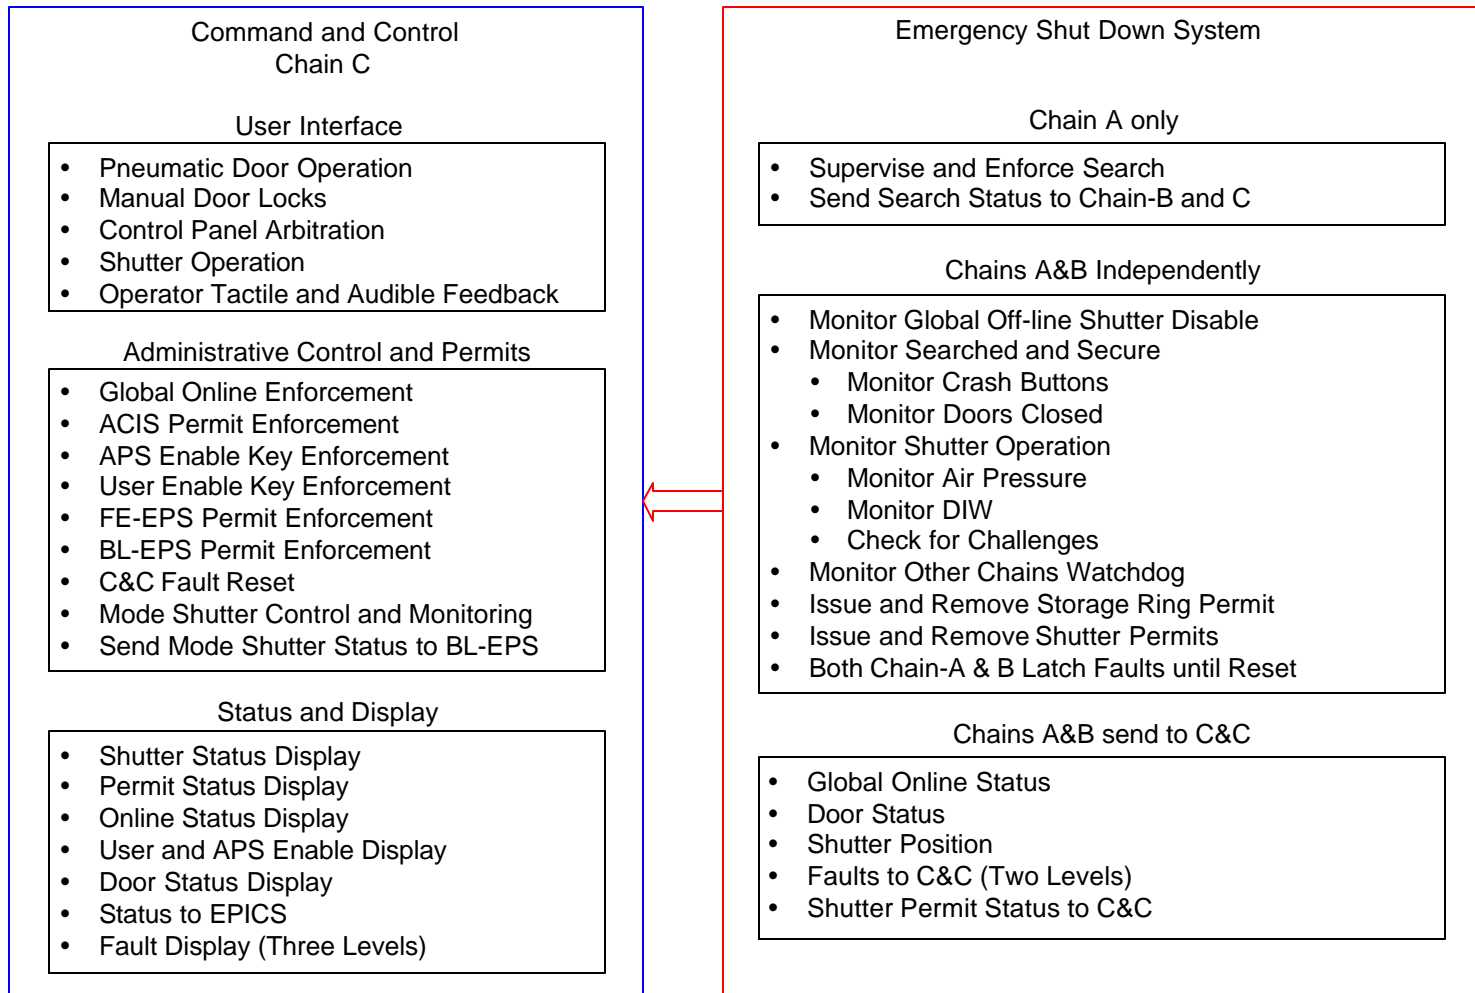 Command and Control
Chain C
User Interface
• Pneumatic Door Operation
• Manual Door Locks
• Control Panel Arbitration
• Shutter Operation
• Operator Tactile and Audible Feedback
Administrative Control and Permits
• Global Online Enforcement
• ACIS Permit Enforcement
• APS Enable Key Enforcement
• User Enable Key Enforcement
• FE-EPS Permit Enforcement
• BL-EPS Permit Enforcement
• C&C Fault Reset
• Mode Shutter Control and Monitoring
• Send Mode Shutter Status to BL-EPS
Status and Display
• Shutter Status Display
• Permit Status Display
• Online Status Display
• User and APS Enable Display
• Door Status Display
• Status to EPICS
• Fault Display (Three Levels)
Emergency Shut Down System
Chain A only
• Supervise and Enforce Search
• Send Search Status to Chain-B and C
Chains A&B Independently
• Monitor Global Off-line Shutter Disable
• Monitor Searched and Secure
• Monitor Crash Buttons
• Monitor Doors Closed
• Monitor Shutter Operation
• Monitor Air Pressure
• Monitor DIW
• Check for Challenges
• Monitor Other Chains Watchdog
• Issue and Remove Storage Ring Permit
• Issue and Remove Shutter Permits
• Both Chain-A & B Latch Faults until Reset
Chains A&B send to C&C
• Global Online Status
• Door Status
• Shutter Position
• Faults to C&C (Two Levels)
• Shutter Permit Status to C&C